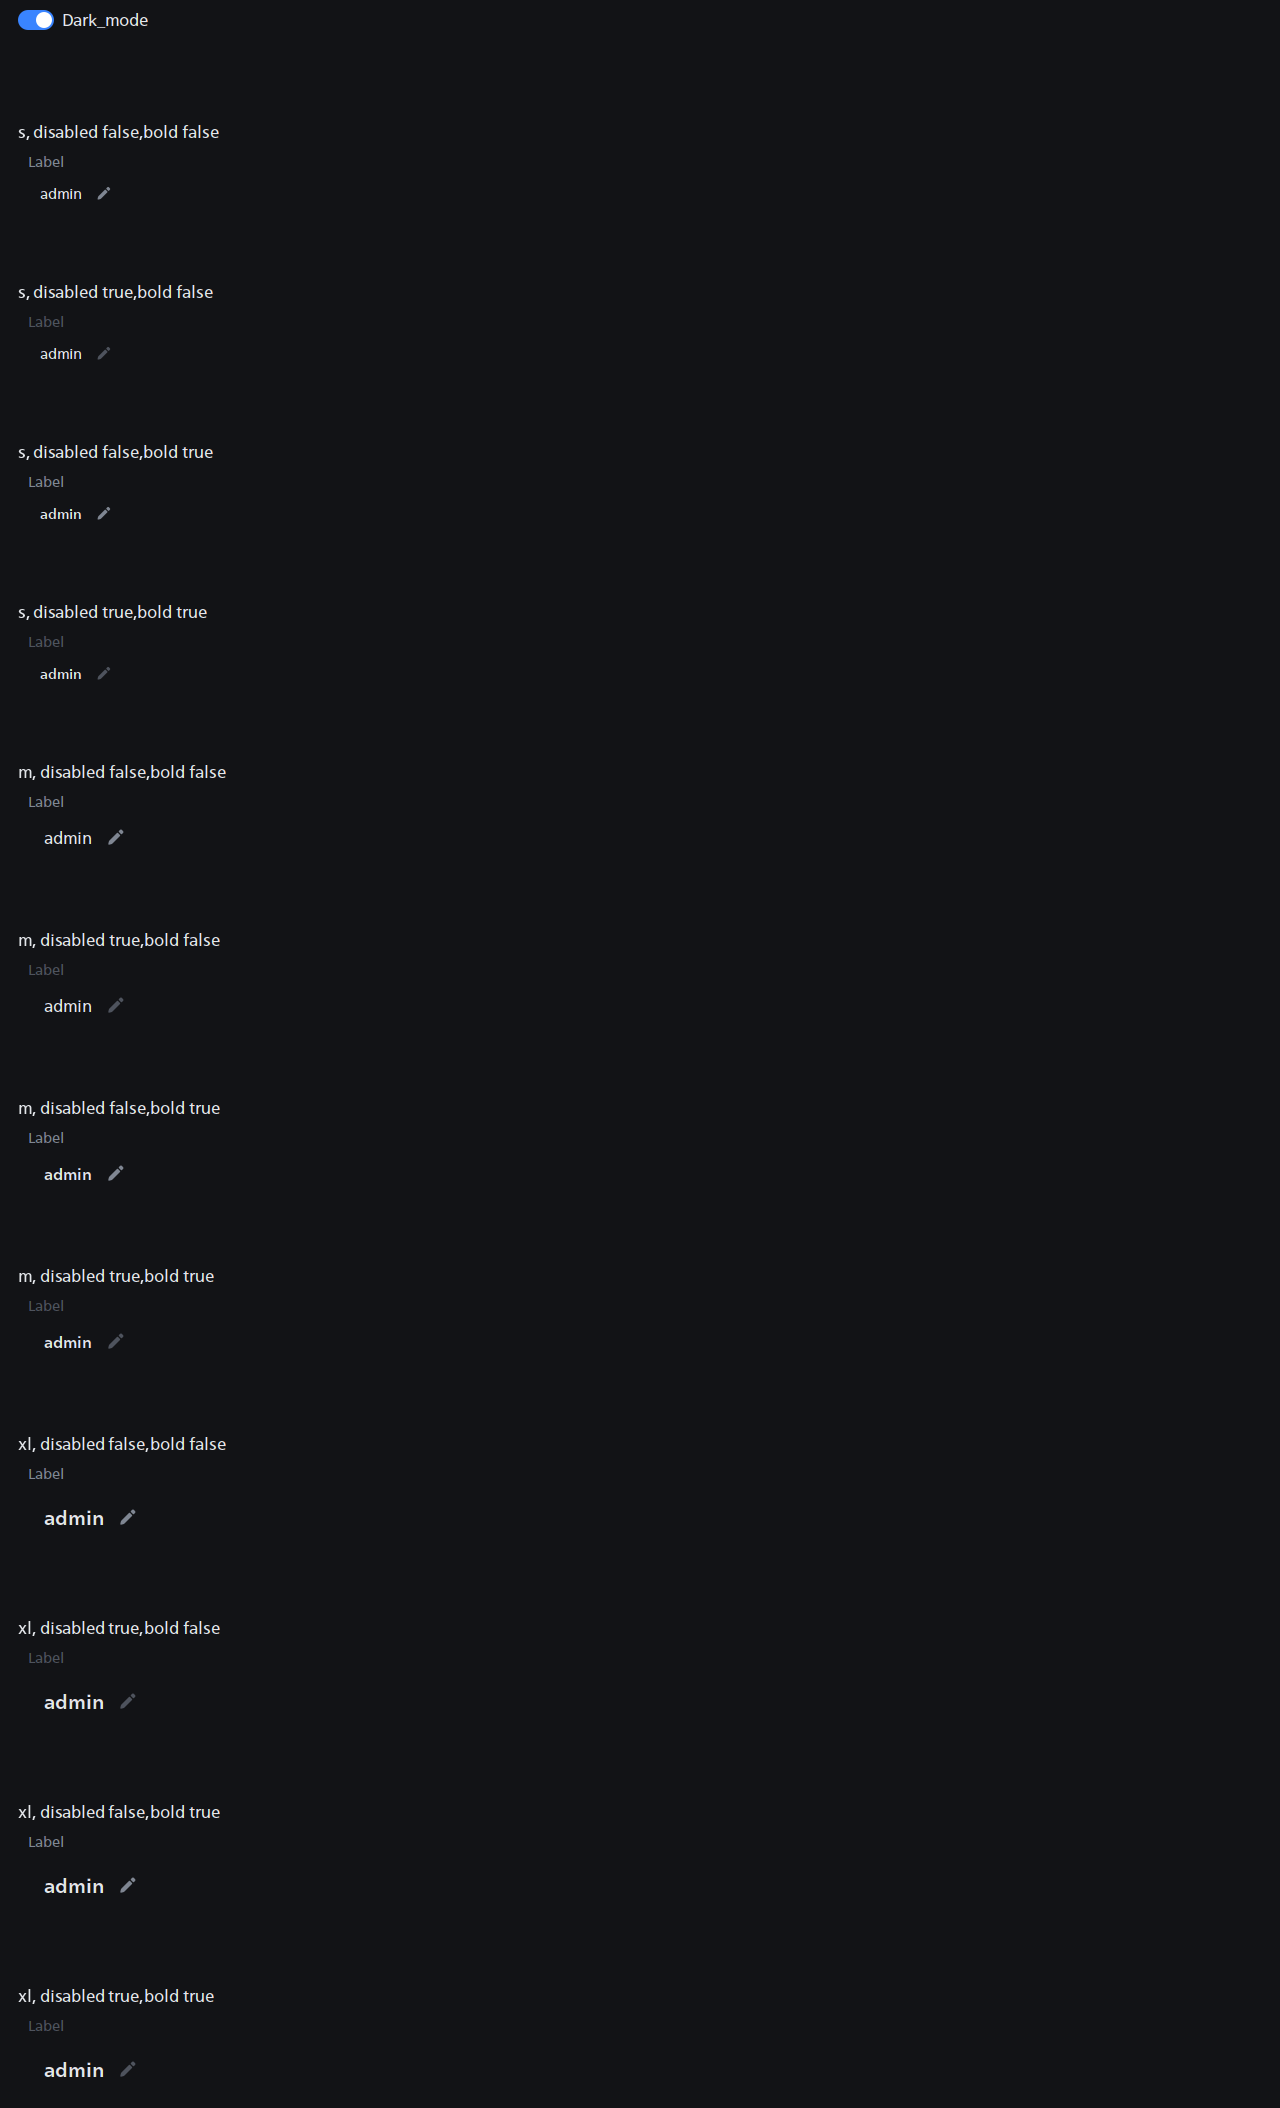 Dark_mode
s, disabled false,bold false
Label
admin
s, disabled true,bold false
Label
admin
s, disabled false,bold true
Label
admin
s, disabled true,bold true
Label
admin
m, disabled false,bold false
Label
admin
m, disabled true,bold false
Label
admin
m, disabled false,bold true
Label
admin
m, disabled true,bold true
Label
admin
xl, disabled false,bold false
Label
admin
xl, disabled true,bold false
Label
admin
xl, disabled false,bold true
Label
admin
xl, disabled true,bold true
Label
admin